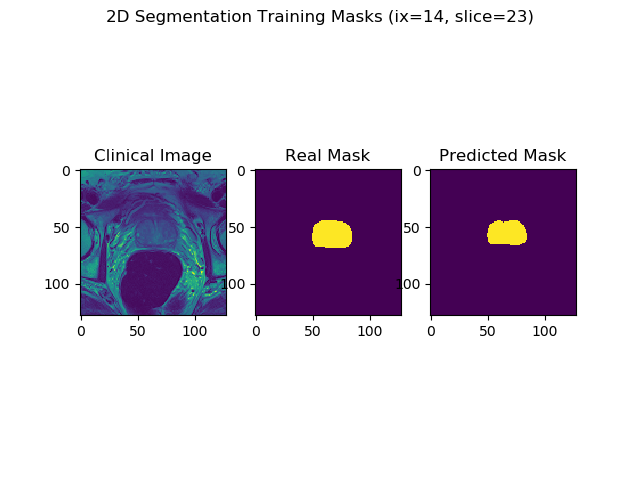 2D Segmentation Training Masks (ix=14, slice=23)
Clinical Image Real Mask Predicted Mask
0 0 0
50 50 50
100 100 100
0 50 100 0 50 100 0 50 100